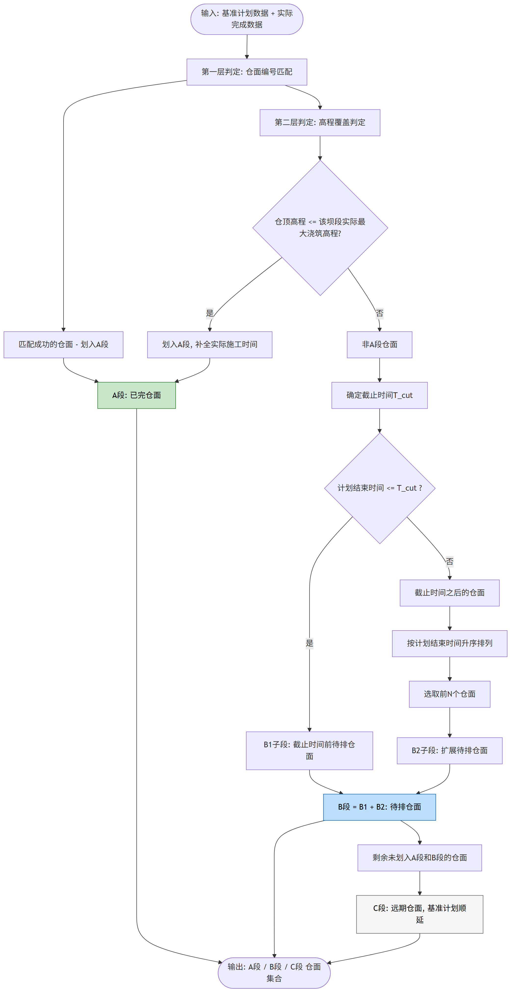 输入: 基准计划数据 + 实际
完成数据
第一层判定: 仓面编号匹配
第二层判定: 高程覆盖判定
仓顶高程 <= 该坝段实际最
大浇筑高程?
是
否
匹配成功的仓面 - 划入A段
划入A段, 补全实际施工时间
非A段仓面
A段: 已完仓面
确定截止时间T_cut
计划结束时间 <= T_cut ?
否
截止时间之后的仓面
是
按计划结束时间升序排列
选取前N个仓面
B1子段: 截止时间前待排仓
面
B2子段: 扩展待排仓面
B段 = B1 + B2: 待排仓面
剩余未划入A段和B段的仓面
C段: 远期仓面, 基准计划顺
延
输出: A段 / B段 / C段 仓面
集合